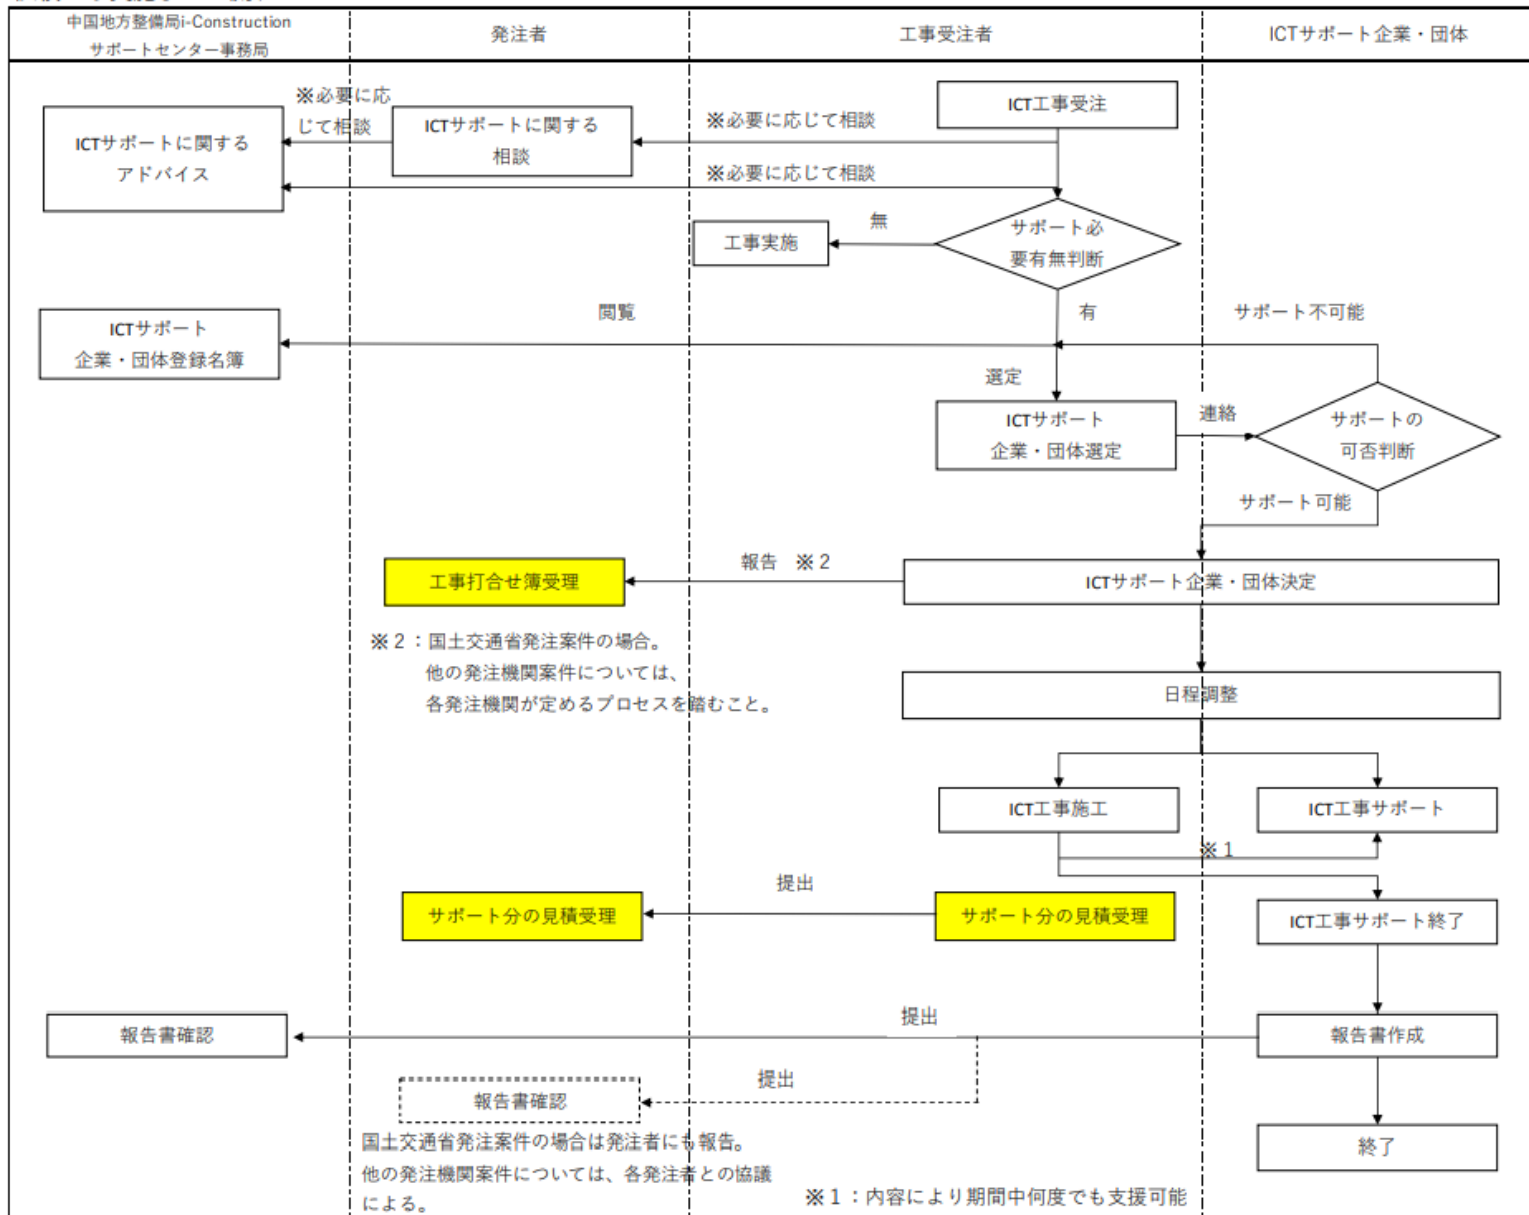 中国地方整備局i-Construction
サポートセンター事務局
発注者
工事受注者
ICTサポート企業・団体
ICT工事受注
※必要に応
じて相談
ICTサポートに関する
相談
※必要に応じて相談
ICTサポートに関する
アドバイス
※必要に応じて相談
サポート必
要有無判断
無
工事実施
有
閲覧
サポート不可能
ICTサポート
企業・団体登録名簿
選定
ICTサポート
企業・団体選定
連絡
サポートの
可否判断
サポート可能
報告 ※2
工事打合せ簿受理
ICTサポート企業・団体決定
※2：国土交通省発注案件の場合。
他の発注機関案件については、
各発注機関が定めるプロセスを踏むこと。
日程調整
ICT工事施工
ICT工事サポート
※1
提出
サポート分の見積受理
サポート分の見積受理
ICT工事サポート終了
提出
報告書確認
報告書作成
提出
報告書確認
国土交通省発注案件の場合は発注者にも報告。
他の発注機関案件については、各発注者との協議
による。
終了
※1：内容により期間中何度でも支援可能